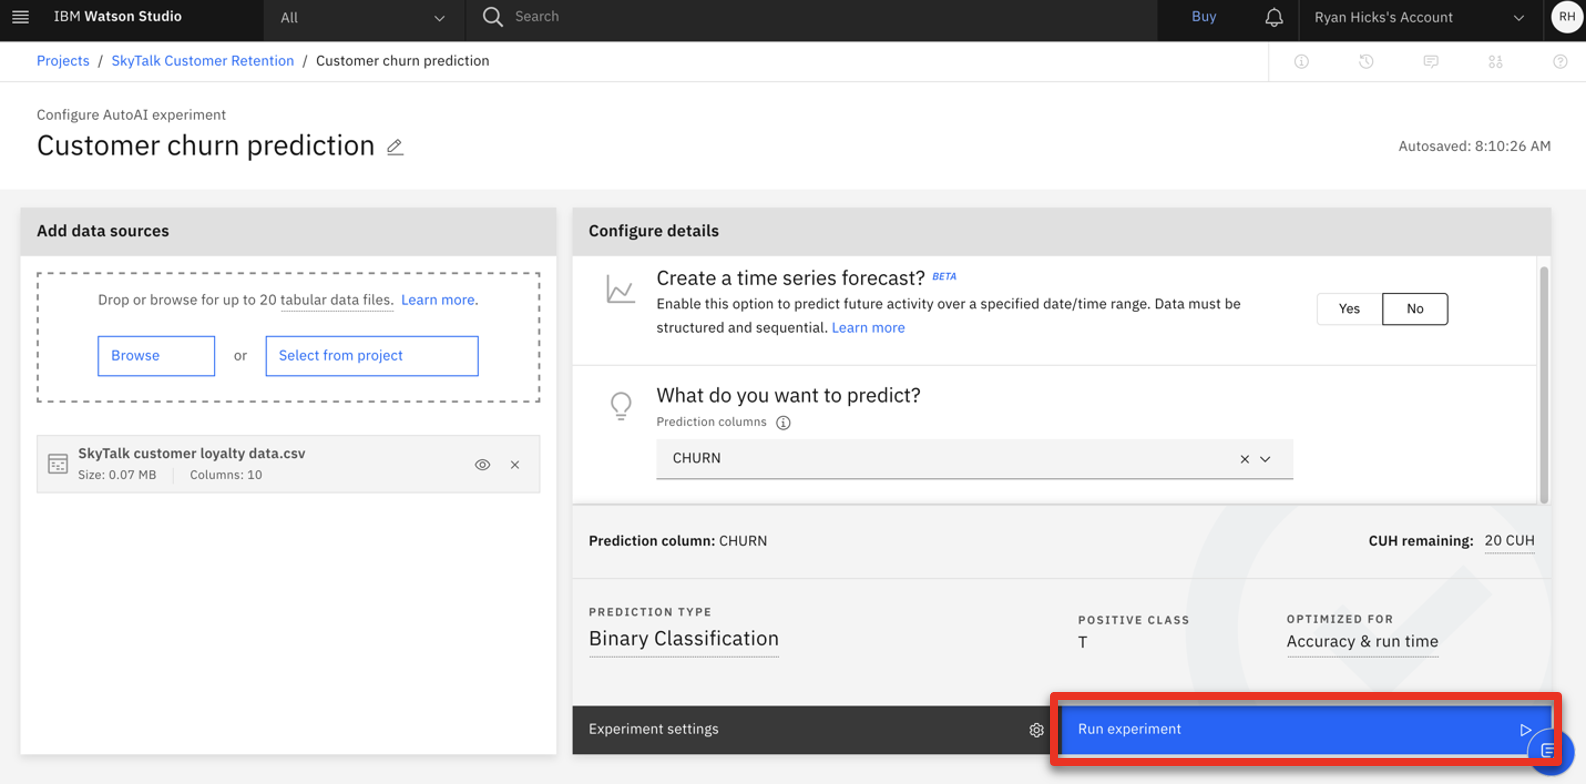 IBM Watson Studio
All
Search
Buy
Ryan Hicks's Account
RH
Projects / SkyTalk Customer Retention / Customer churn prediction
Configure AutoAI experiment
Customer churn prediction
Autosaved: 8:10:26 AM
Add data sources
Drop or browse for up to 20 tabular data files. Learn more.
Browse
or
Select from project
SkyTalk customer loyalty data.csv
Size: 0.07 MB
Columns: 10
Configure details
Create a time series forecast? BETA
Enable this option to predict future activity over a specified date/time range. Data must be
structured and sequential. Learn more
Yes
No
What do you want to predict?
Prediction columns
CHURN
Prediction column: CHURN
CUH remaining: 20 CUH
PREDICTION TYPE
Binary Classification
POSITIVE CLASS
T
OPTIMIZED FOR
Accuracy & run time
Experiment settings
Run experiment